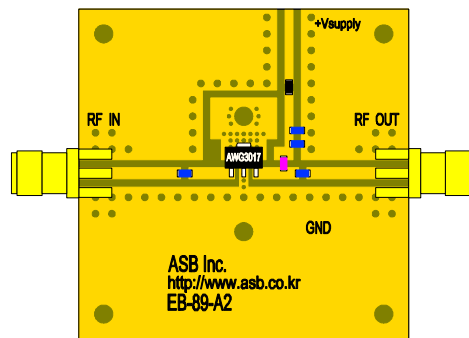 +Vsupply
RF IN
RF OUT
AWG3017
GND
ASB Inc.
http://www.asb.co.kr
EB-89-A2